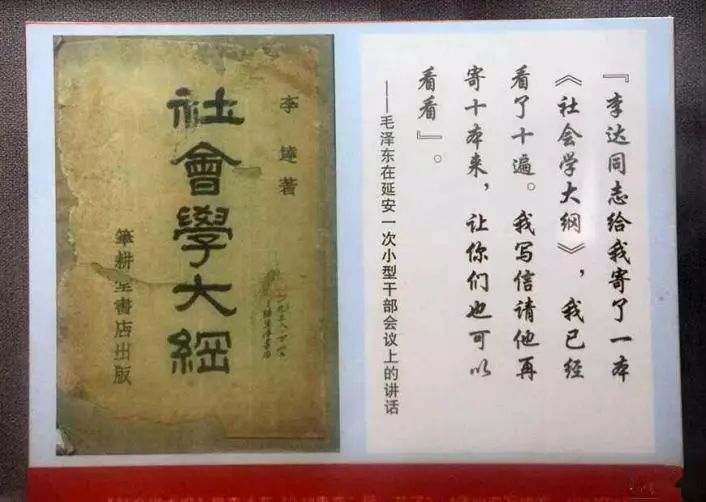 李達著
社會學大綱
筆耕堂書店出版
『李达同志给我寄了一本
《社会学大纲》，我已经
看了十遍。我写信请他再
寄十本来，让你们也可以
看看』。
——毛泽东在延安一次小型干部会议上的讲话